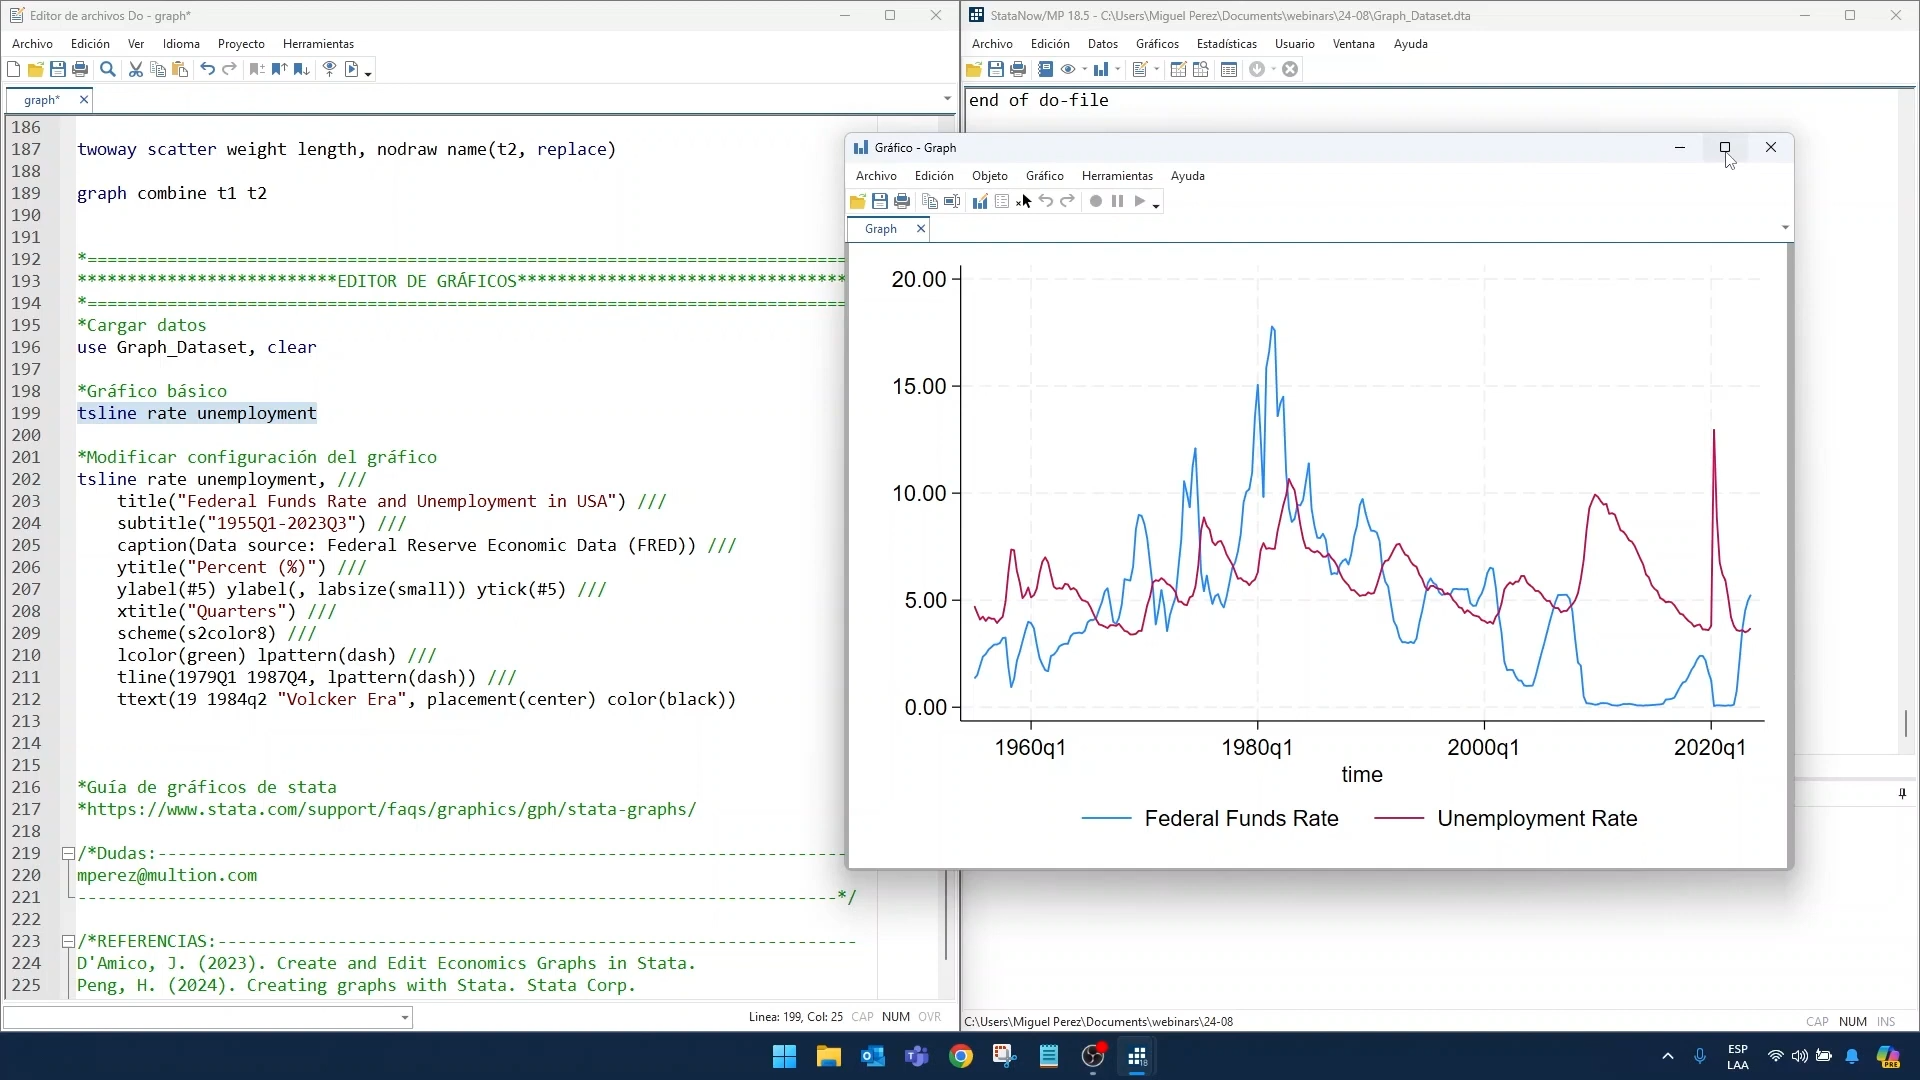 Editor de archivos Do - graph*
Archivo Edición Ver Idioma Proyecto Herramientas
graph*
186
187 twoway scatter weight length, nodraw name(t2, replace)
188
189 graph combine t1 t2
190
191
192 *============================================================================
193 **************************EDITOR DE GRÁFICOS*********************************
194 *============================================================================
195 *Cargar datos
196 use Graph_Dataset, clear
197
198 *Gráfico básico
199 tsline rate unemployment
200
201 *Modificar configuración del gráfico
202 tsline rate unemployment, ///
203 title("Federal Funds Rate and Unemployment in USA") ///
204 subtitle("1955Q1-2023Q3") ///
205 caption(Data source: Federal Reserve Economic Data (FRED)) ///
206 ytitle("Percent (%)") ///
207 ylabel(#5) ylabel(, labsize(small)) ytick(#5) ///
208 xtitle("Quarters") ///
209 scheme(s2color8) ///
210 lcolor(green) lpattern(dash) ///
211 tline(1979Q1 1987Q4, lpattern(dash)) ///
212 ttext(19 1984q2 "Volcker Era", placement(center) color(black))
213
214
215
216 *Guía de gráficos de stata
217 *https://www.stata.com/support/faqs/graphics/gph/stata-graphs/
218
219 /*Dudas:---------------------------------------------------------------------
220 mperez@multion.com
221 ----------------------------------------------------------------------------*/
222
223 /*REFERENCIAS:----------------------------------------------------------------
224 D'Amico, J. (2023). Create and Edit Economics Graphs in Stata.
225 Peng, H. (2024). Creating graphs with Stata. Stata Corp.
Linea: 199, Col: 25 CAP NUM OVR
StataNow/MP 18.5 - C:\Users\Miguel Perez\Documents\webinars\24-08\Graph_Dataset.dta
Archivo Edición Datos Gráficos Estadísticas Usuario Ventana Ayuda
end of do-file
Gráfico - Graph
Archivo Edición Objeto Gráfico Herramientas Ayuda
Graph
20.00
15.00
10.00
5.00
0.00
1960q1 1980q1 2000q1 2020q1
time
Federal Funds Rate Unemployment Rate
C:\Users\Miguel Perez\Documents\webinars\24-08
CAP NUM INS
ESP
LAA
PRE